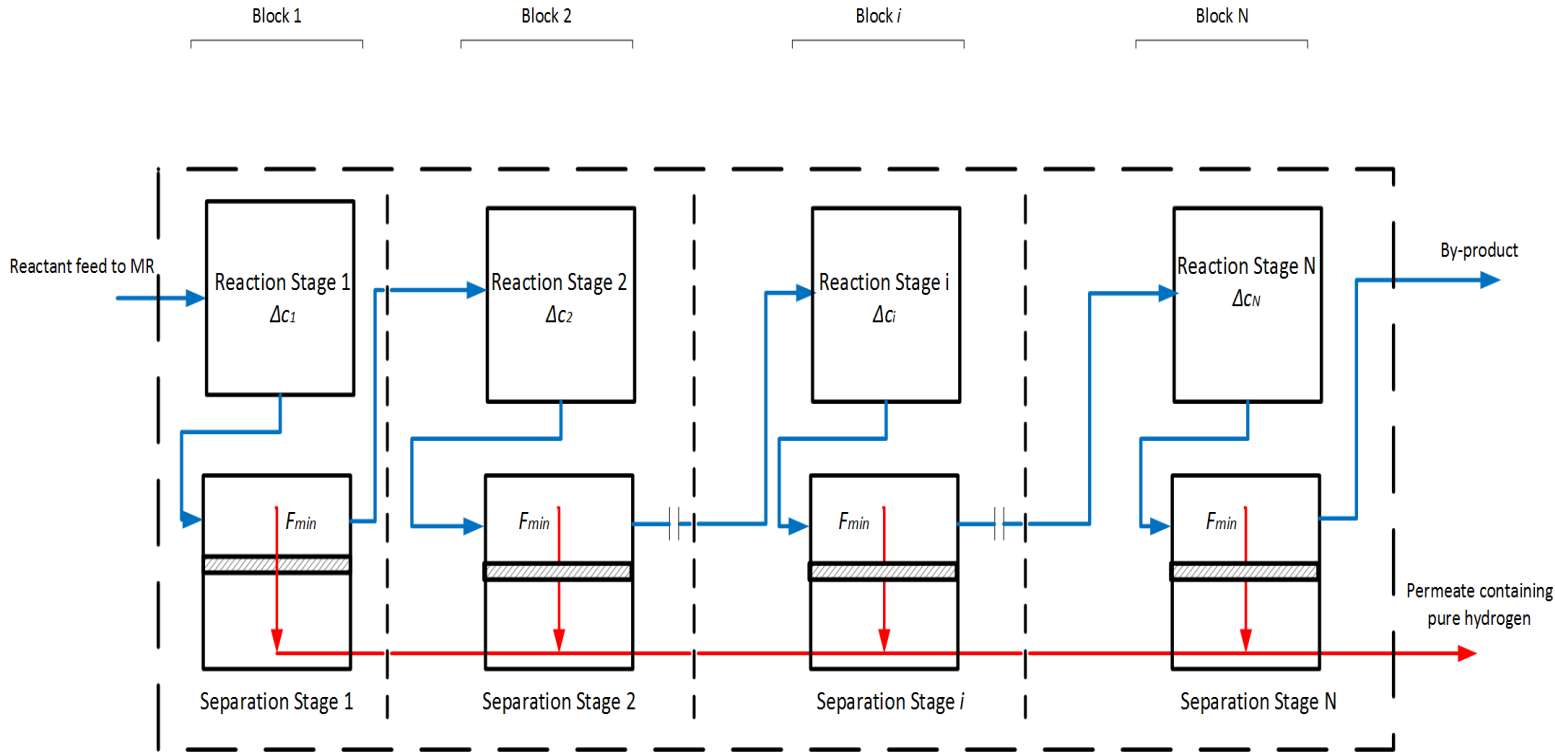 Block 1
Block 2
Block i
Block N
Reactant feed to MR
Reaction Stage 1
Δc1
Reaction Stage 2
Δc2
Reaction Stage i
Δci
Reaction Stage N
ΔcN
By-product
Fmin
Fmin
Fmin
Fmin
Permeate containing
pure hydrogen
Separation Stage 1
Separation Stage 2
Separation Stage i
Separation Stage N